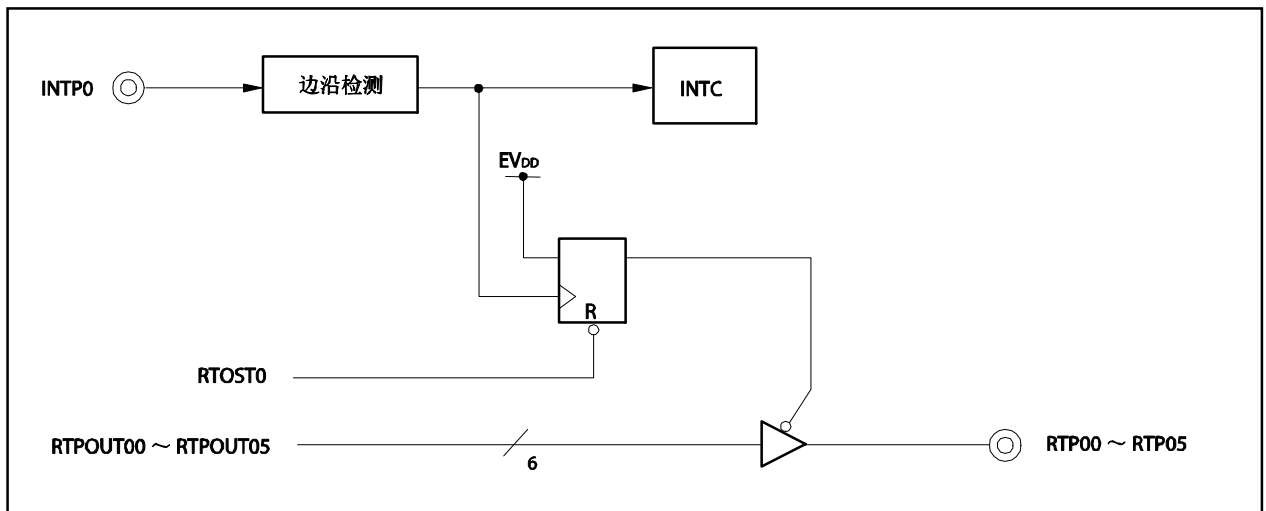 INTP0
边沿检测
INTC
EVDD
R
RTOST0
RTPOUT00 ～ RTPOUT05
6
RTP00 ～ RTP05